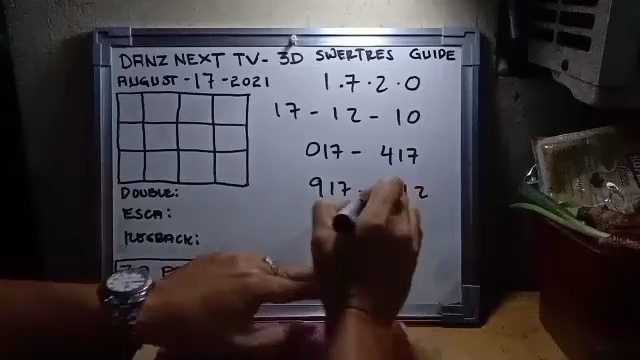 DANZ NEXT TV - 3D SWERTRES GUIDE
AUGUST - 17 - 2021
1 . 7 . 2 . 0
17 - 12 - 10
017 - 417
917 - 12
DOUBLE:
ESCA: